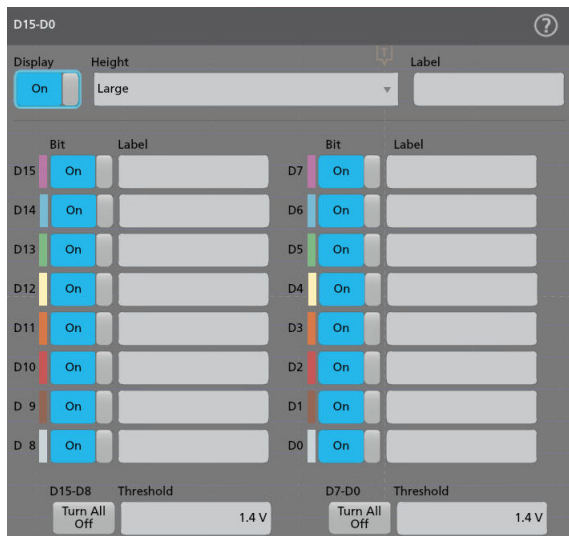 D15-D0 ?
Display Height T Label
On Large
Bit Label Bit Label
D15 On D7 On
D14 On D6 On
D13 On D5 On
D12 On D4 On
D11 On D3 On
D10 On D2 On
D 9 On D1 On
D 8 On D0 On
D15-D8 Threshold D7-D0 Threshold
Turn All Off 1.4 V Turn All Off 1.4 V